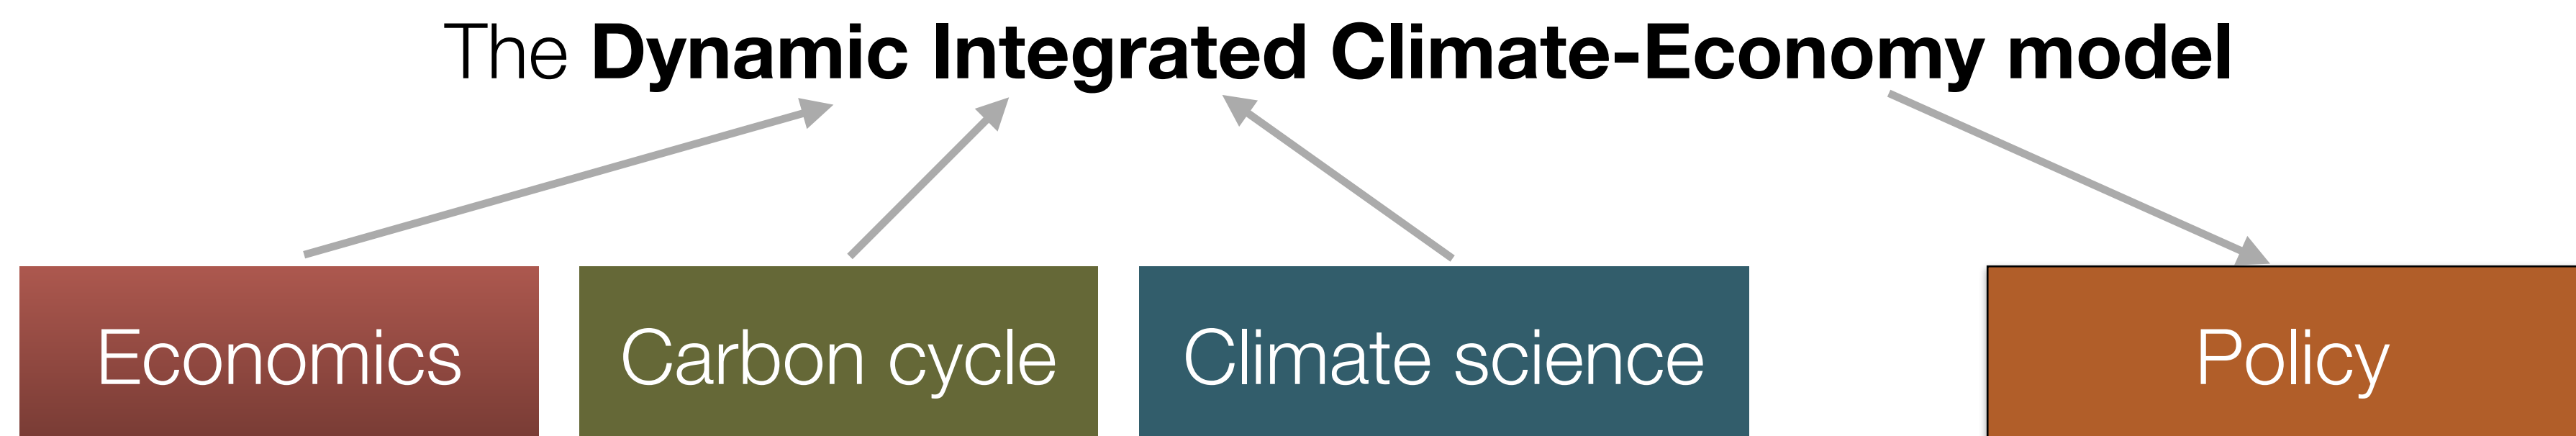 The Dynamic Integrated Climate-Economy model
Economics
Carbon cycle
Climate science
Policy